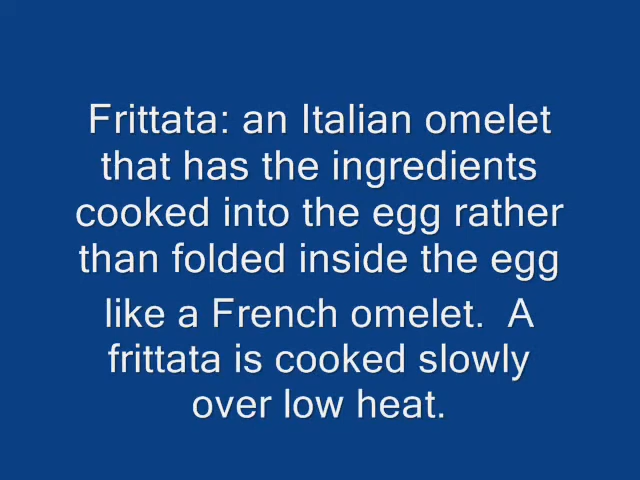 Frittata: an Italian omelet
that has the ingredients
cooked into the egg rather
than folded inside the egg
like a French omelet.  A
frittata is cooked slowly
over low heat.